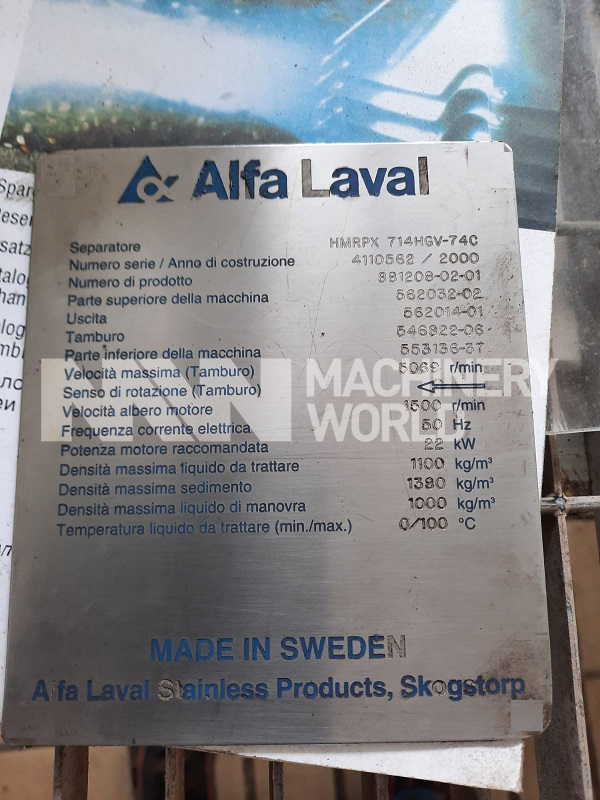 Alfa Laval
Separatore HMRPX 714HGV-74C
Numero serie / Anno di costruzione 4110562 / 2000
Numero di prodotto 881208-02-01
Parte superiore della macchina 562032-02
Uscita 562014-01
Tamburo 546822-06
Parte inferiore della macchina 553136-37
Velocità massima (Tamburo) 5069 r/min
Senso di rotazione (Tamburo)
Velocità albero motore 1500 r/min
Frequenza corrente elettrica 50 Hz
Potenza motore raccomandata 22 kW
Densità massima liquido da trattare 1100 kg/m³
Densità massima sedimento 1380 kg/m³
Densità massima liquido di manovra 1000 kg/m³
Temperatura liquido da trattare (min./max.) 0/100 °C
MADE IN SWEDEN
Alfa Laval Stainless Products, Skogstorp
MACHINERY
WORLD